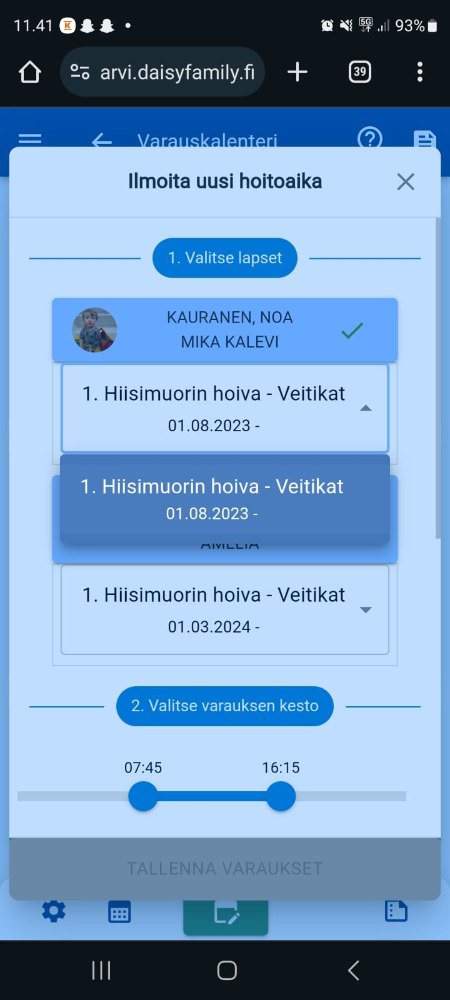 11.41
5G
93%
arvi.daisyfamily.fi
39
Varauskalenteri
Ilmoita uusi hoitoaika
1. Valitse lapset
KAURANEN, NOA
MIKA KALEVI
1. Hiisimuorin hoiva - Veitikat
01.08.2023 -
1. Hiisimuorin hoiva - Veitikat
01.08.2023 -
AMELIA
1. Hiisimuorin hoiva - Veitikat
01.03.2024 -
2. Valitse varauksen kesto
07:45 16:15
TALLENNA VARAUKSET